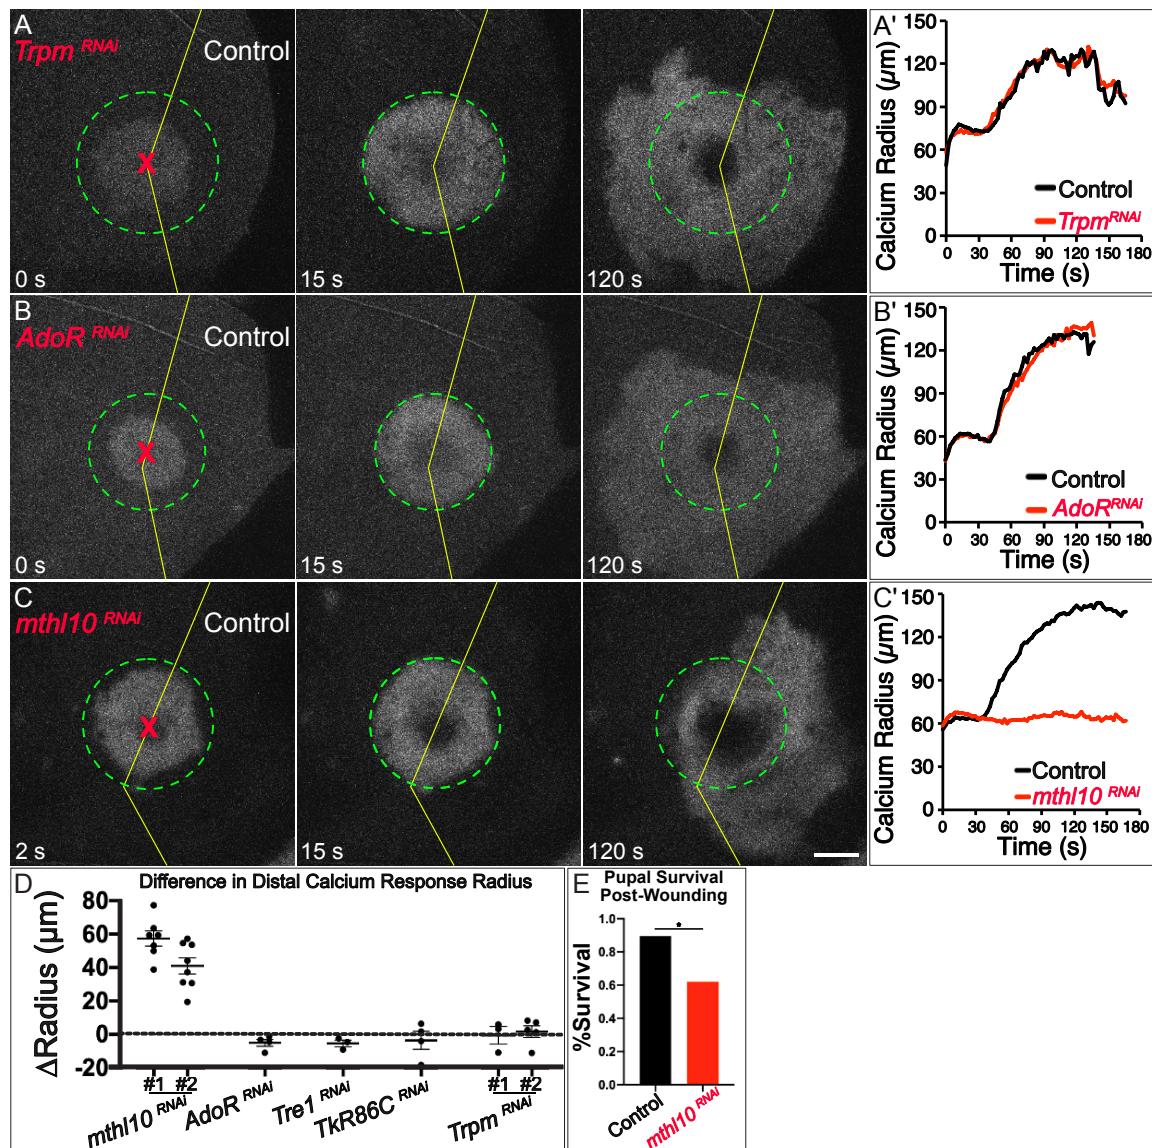 A
Trpm RNAi
Control
X
0 s
15 s
120 s
A'
Calcium Radius (µm)
150
120
90
60
30
0
Control
Trpm RNAi
0 30 60 90 120 150 180
Time (s)
B
AdoR RNAi
Control
X
0 s
15 s
120 s
B'
Calcium Radius (µm)
150
120
90
60
30
0
Control
AdoR RNAi
0 30 60 90 120 150 180
Time (s)
C
mthl10 RNAi
Control
X
2 s
15 s
120 s
C'
Calcium Radius (µm)
150
120
90
60
30
0
Control
mthl10 RNAi
0 30 60 90 120 150 180
Time (s)
D
Difference in Distal Calcium Response Radius
ΔRadius (µm)
80
60
40
20
0
-20
#1 #2
mthl10 RNAi
AdoR RNAi
Tre1 RNAi
TkR86C RNAi
#1 #2
Trpm RNAi
E
Pupal Survival
Post-Wounding
%Survival
1.0
0.8
0.6
0.4
0.2
0.0
*
Control
mthl10 RNAi